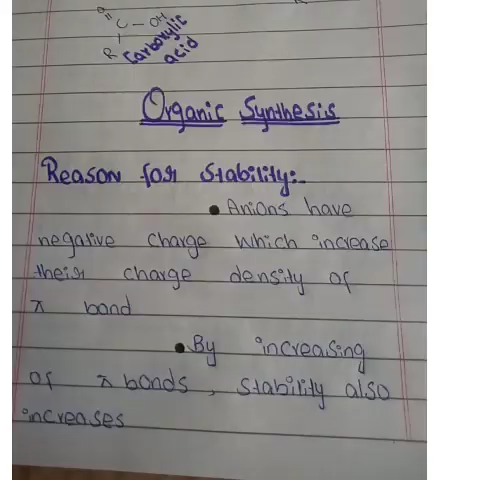 O
C - OH
R
Carboxylic
acid
Organic Synthesis
Reason for Stability:-
• Anions have
negative charge which increase
their charge density of
π bond
• By increasing
of π bonds, stability also
increases